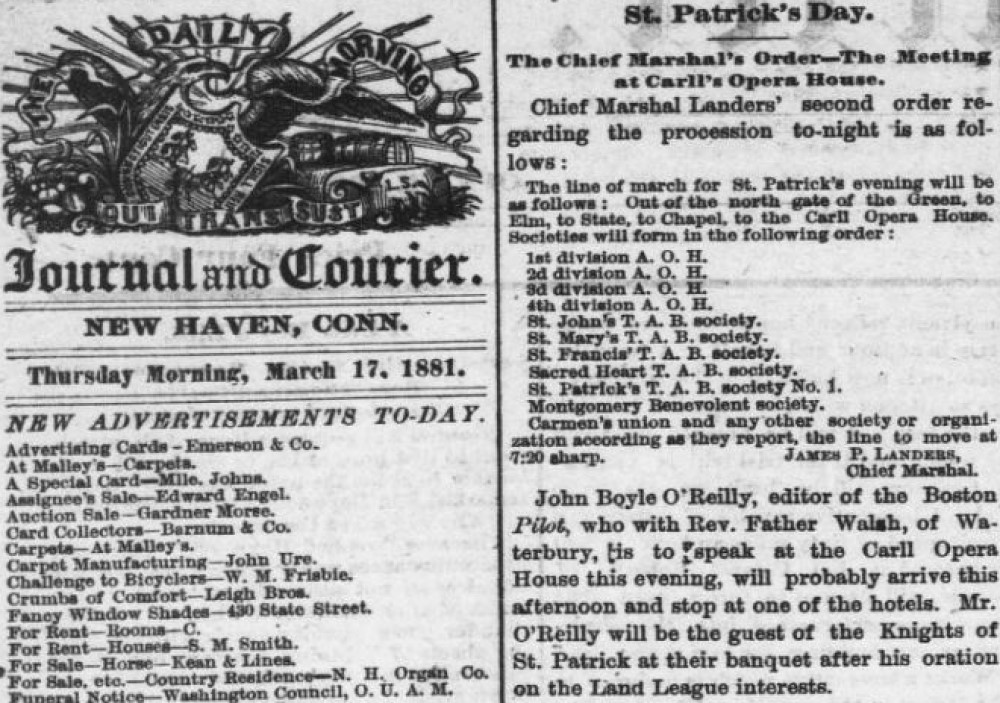 THE
DAILY
MORNING
QUI TRANS SUST
L.S.
Journal and Courier.
NEW HAVEN, CONN.
Thursday Morning, March 17, 1881.
NEW ADVERTISEMENTS TO-DAY.
Advertising Cards—Emerman & Co.
At Malley's—Carpets.
A Special Card—Mlle. Johns.
Assignee's Sale—Edward Engel.
Auction Sale—Gardner Morse.
Card Collectors—Barnum & Co.
Carpets—At Malley's.
Carpet Manufacturing—John Ure.
Challenge to Bicyclers—W. M. Frisbie.
Crumbs of Comfort—Leigh Bros.
Fancy Window Shades—430 State Street.
For Rent—Rooms—C.
For Rent—Houses—S. M. Smith.
For Sale—Horse—Kean & Lines.
For Sale, etc.—Country Residence—N. H. Organ Co.
Funeral Notice—Washington Council, O. U. A. M.
St. Patrick's Day.
The Chief Marshal's Order—The Meeting
at Carll's Opera House.
Chief Marshal Landers' second order re-
garding the procession to-night is as fol-
lows:
The line of march for St. Patrick's evening will be
as follows: Out of the north gate of the Green, to
Elm, to State, to Chapel, to the Carll Opera House.
Societies will form in the following order:
1st division A. O. H.
2d division A. O. H.
3d division A. O. H.
4th division A. O. H.
St. John's T. A. B. society.
St. Mary's T. A. B. society.
St. Francis' T. A. B. society.
Sacred Heart T. A. B. society.
St. Patrick's T. A. B. society No. 1.
Montgomery Benevolent society.
Carmen's union and any other society or organi-
zation according as they report, the line to move at
7:20 sharp. JAMES P. LANDERS,
Chief Marshal.
John Boyle O'Reilly, editor of the Boston
Pilot, who with Rev. Father Walsh, of Wa-
terbury, is to speak at the Carll Opera
House this evening, will probably arrive this
afternoon and stop at one of the hotels. Mr.
O'Reilly will be the guest of the Knights of
St. Patrick at their banquet after his oration
on the Land League interests.